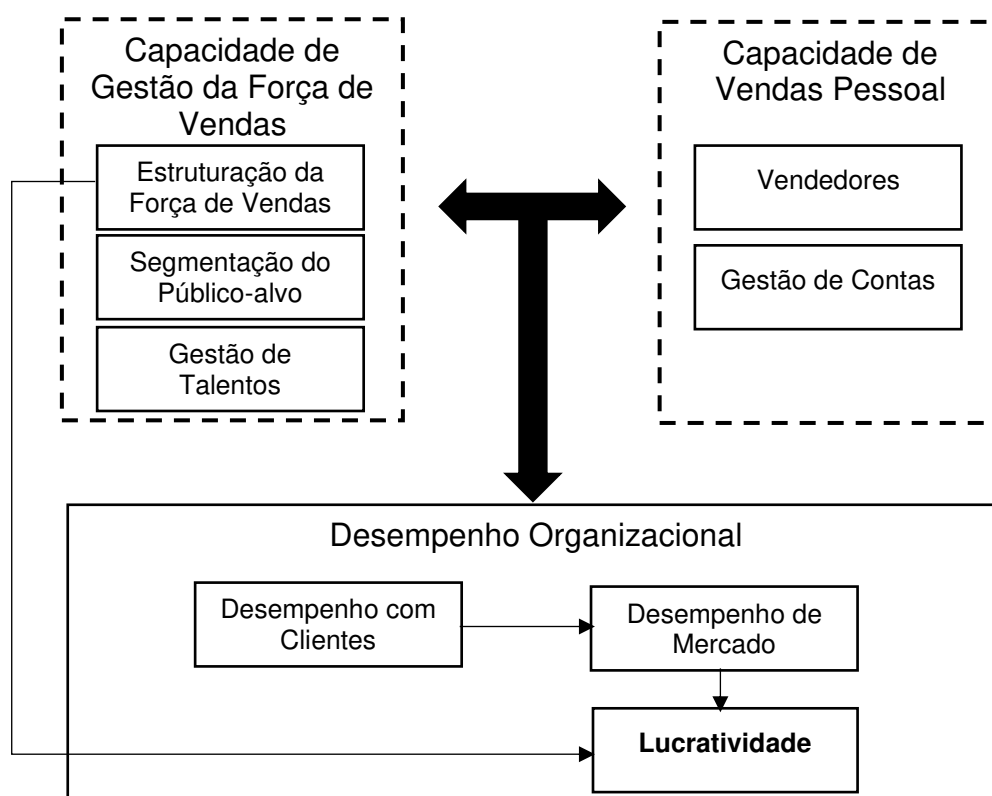 Capacidade de
Gestão da Força de
Vendas
Estruturação da
Força de Vendas
Segmentação do
Público-alvo
Gestão de
Talentos
Capacidade de
Vendas Pessoal
Vendedores
Gestão de Contas
Desempenho Organizacional
Desempenho com
Clientes
Desempenho de
Mercado
Lucratividade